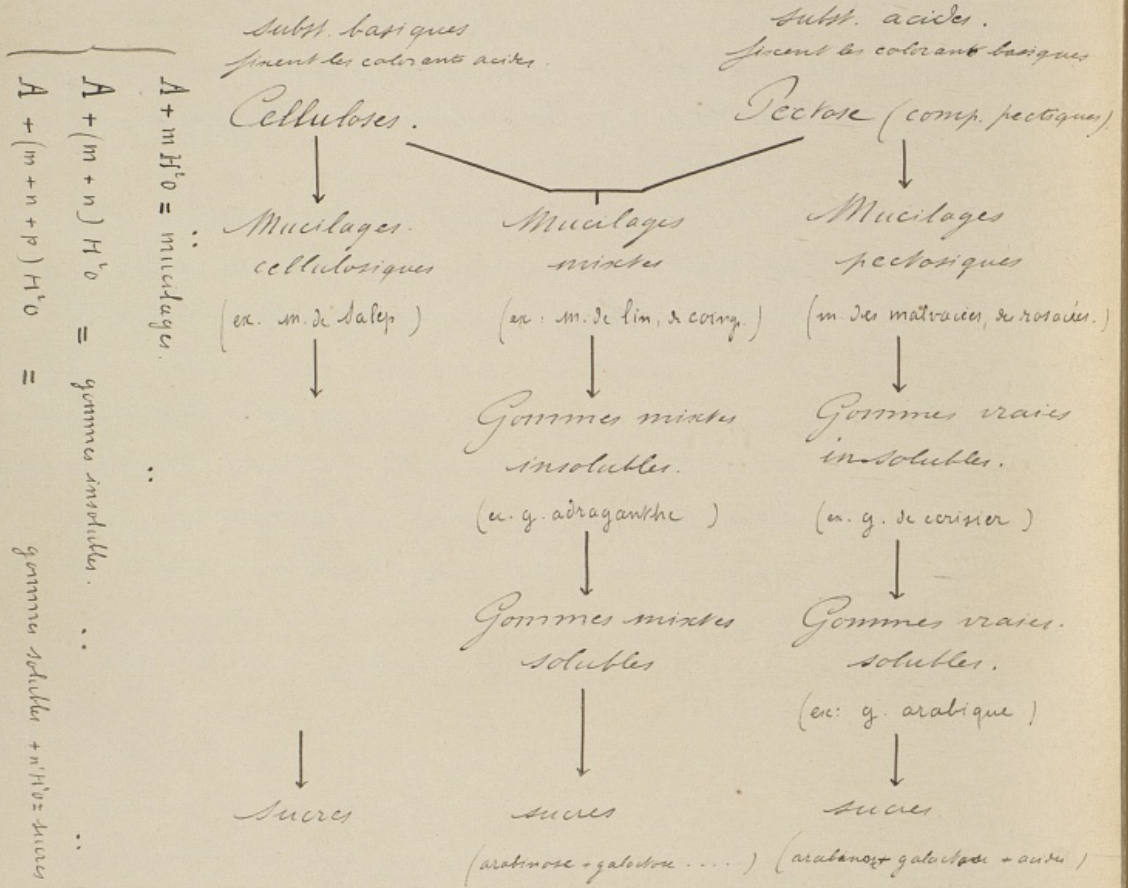 subst. basiques
fixent les colorants acides.
subst. acides.
fixent les colorants basiques
Celluloses.
Pectose (comp. pectiques).
Mucilages
cellulosiques
(ex. m. de Salep)
Mucilages
mixtes
(ex: m. de lin, de coing.)
Mucilages
pectosiques
(m. des malvacées, des rosacées.)
Gommes mixtes
insolubles.
(ex. g. adraganthe)
Gommes vraies
insolubles.
(ex. g. de cerisier)
Gommes mixtes
solubles
Gommes vraies.
solubles.
(ex: g. arabique)
Sucres
sucres
(arabinose + galactose .....)
sucres
(arabinose + galactose + acides)
A + m H²O = mucilages.
A + (m + n) H²O = gommes insolubles.
A + (m + n + p) H²O = gommes solubles + n'H²O = sucres